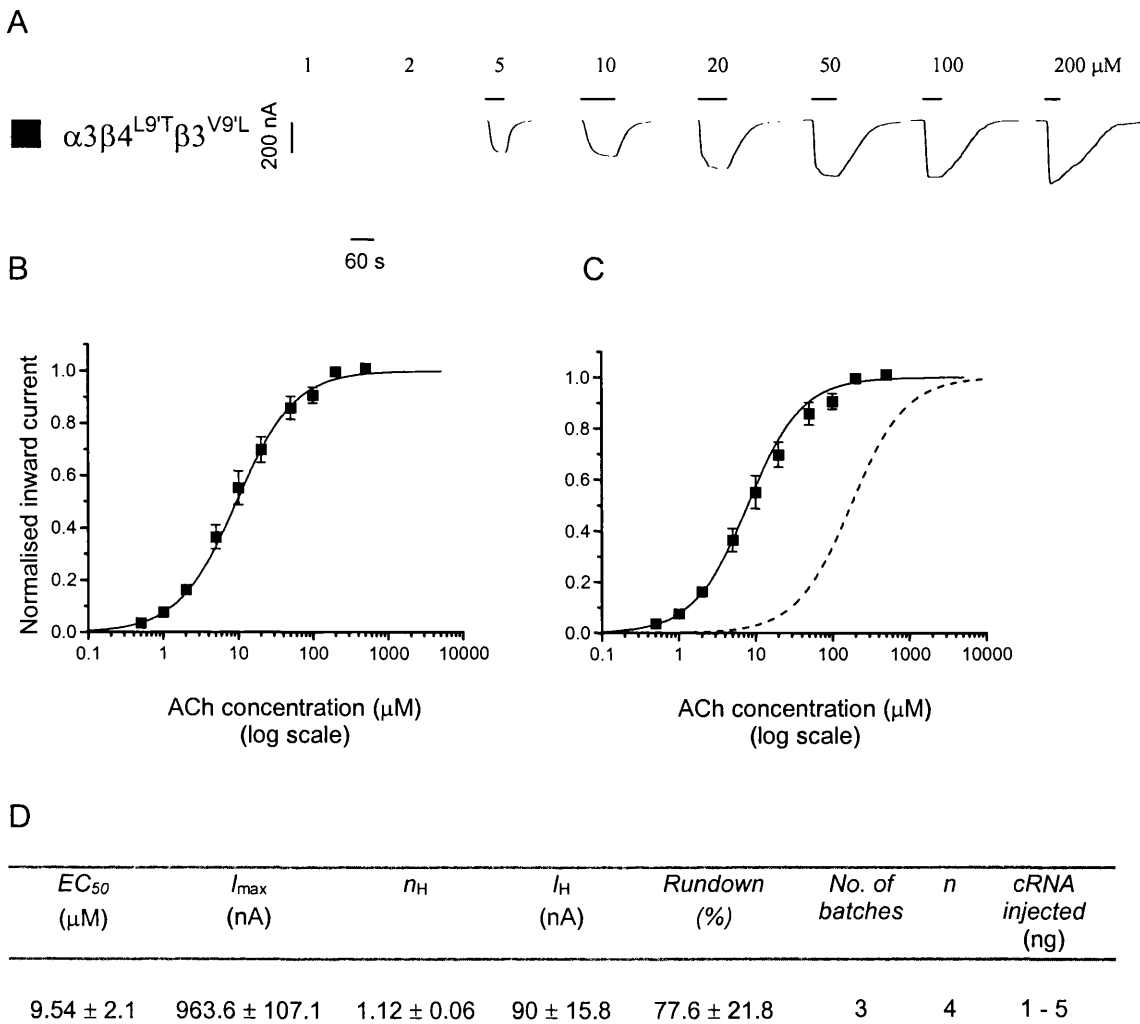 A
1 2 5 10 20 50 100 200 μM
α3β4^L9'T β3^V9'L
200 nA
60 s
B
C
Normalised inward current
1.0
0.8
0.6
0.4
0.2
0.0
0.1 1 10 100 1000 10000
ACh concentration (μM)
(log scale)
1.0
0.8
0.6
0.4
0.2
0.0
0.1 1 10 100 1000 10000
ACh concentration (μM)
(log scale)
D
EC50 Imax nH IH Rundown No. of n cRNA
(μM) (nA) (nA) (%) batches injected
(ng)
9.54 ± 2.1 963.6 ± 107.1 1.12 ± 0.06 90 ± 15.8 77.6 ± 21.8 3 4 1 - 5